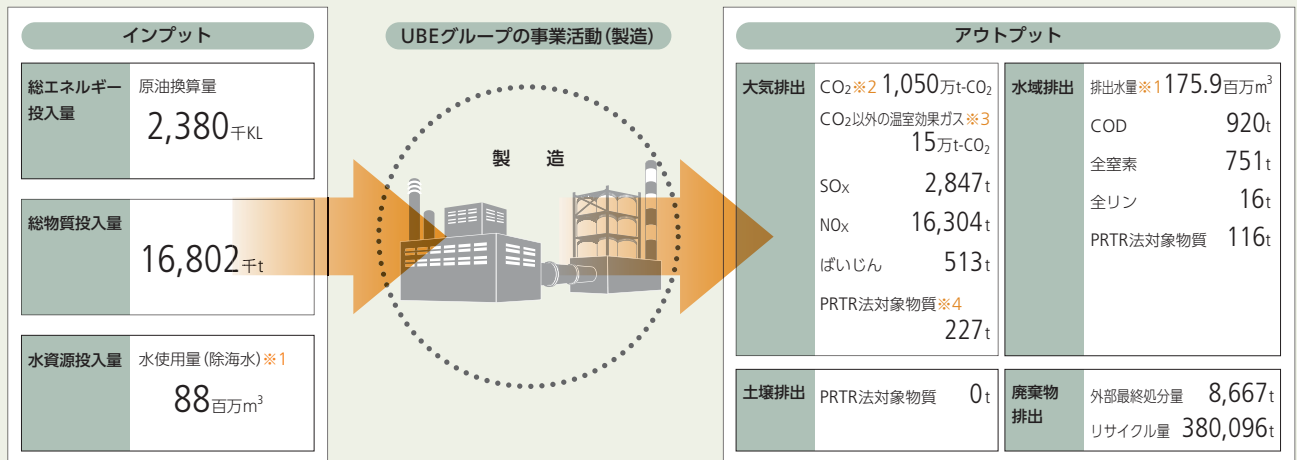 インプット
総エネルギー
投入量
原油換算量
2,380千KL
総物質投入量
16,802千t
水資源投入量
水使用量(除海水)※1
88百万m³
UBEグループの事業活動(製造)
製 造
アウトプット
大気排出
CO₂※2 1,050万t-CO₂
CO₂以外の温室効果ガス※3
15万t-CO₂
SOx 2,847t
NOx 16,304t
ばいじん 513t
PRTR法対象物質※4
227t
水域排出
排出水量※1 175.9百万m³
COD 920t
全窒素 751t
全リン 16t
PRTR法対象物質 116t
土壌排出
PRTR法対象物質 0t
廃棄物
排出
外部最終処分量 8,667t
リサイクル量 380,096t